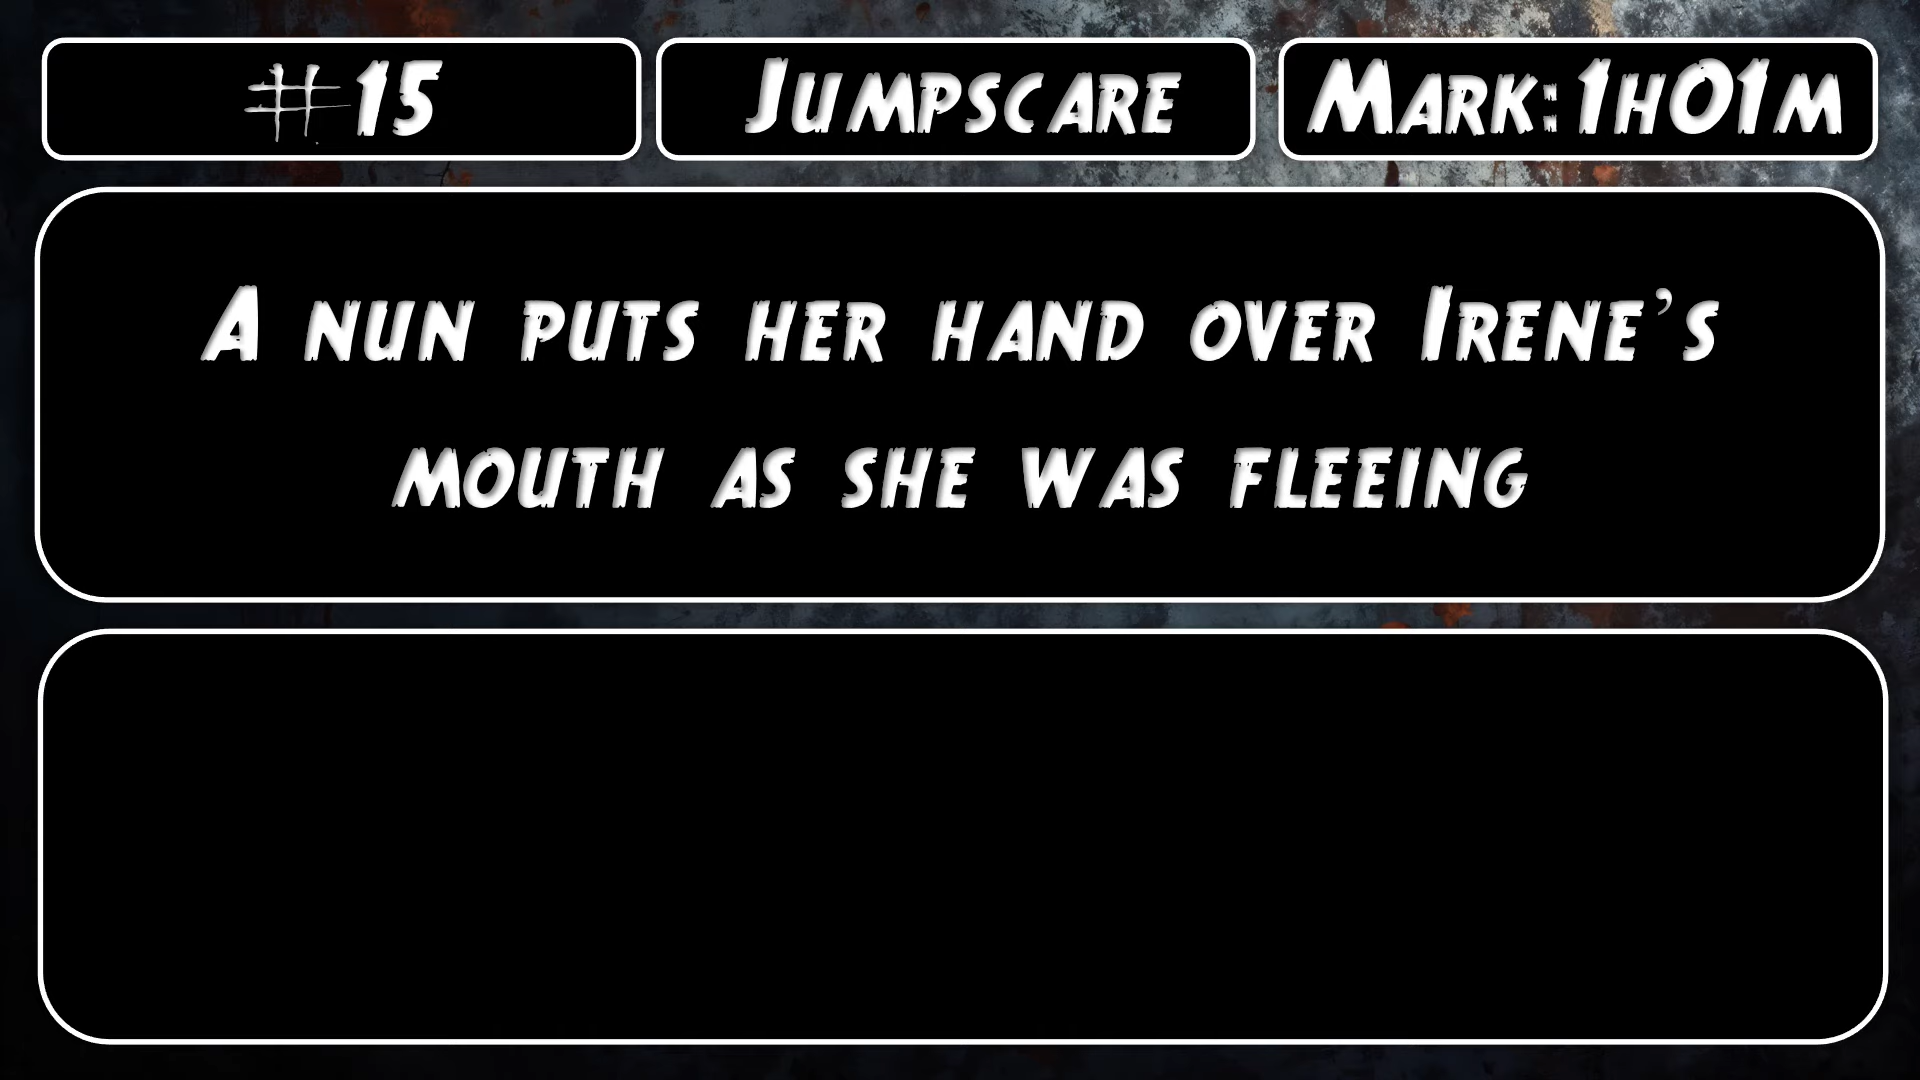 #15
Jumpscare
Mark: 1h01m
A nun puts her hand over Irene's
mouth as she was fleeing